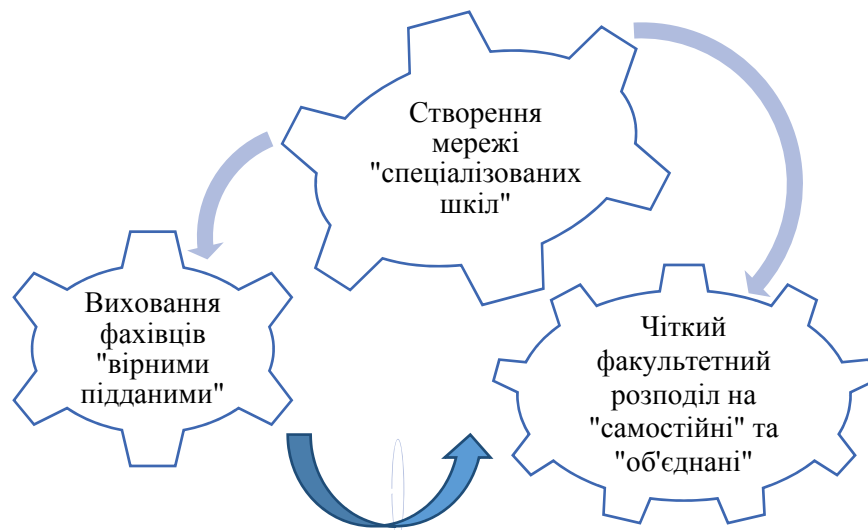 Створення
мережі
"спеціалізованих
шкіл"
Виховання
фахівців
"вірними
підданими"
Чіткий
факультетний
розподіл на
"самостійні" та
"об'єднані"